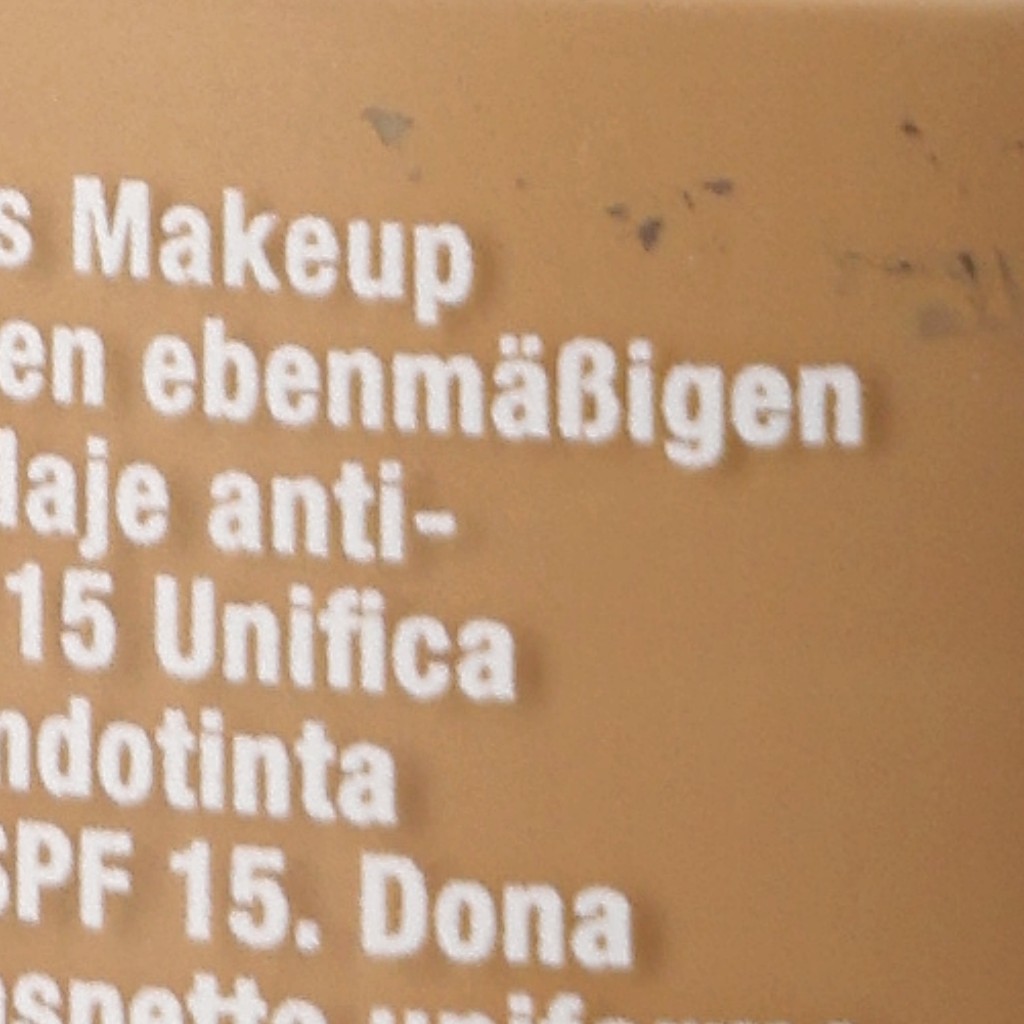 s Makeup
en ebenmäßigen
laje anti-
15 Unifica
ndotinta
SPF 15. Dona